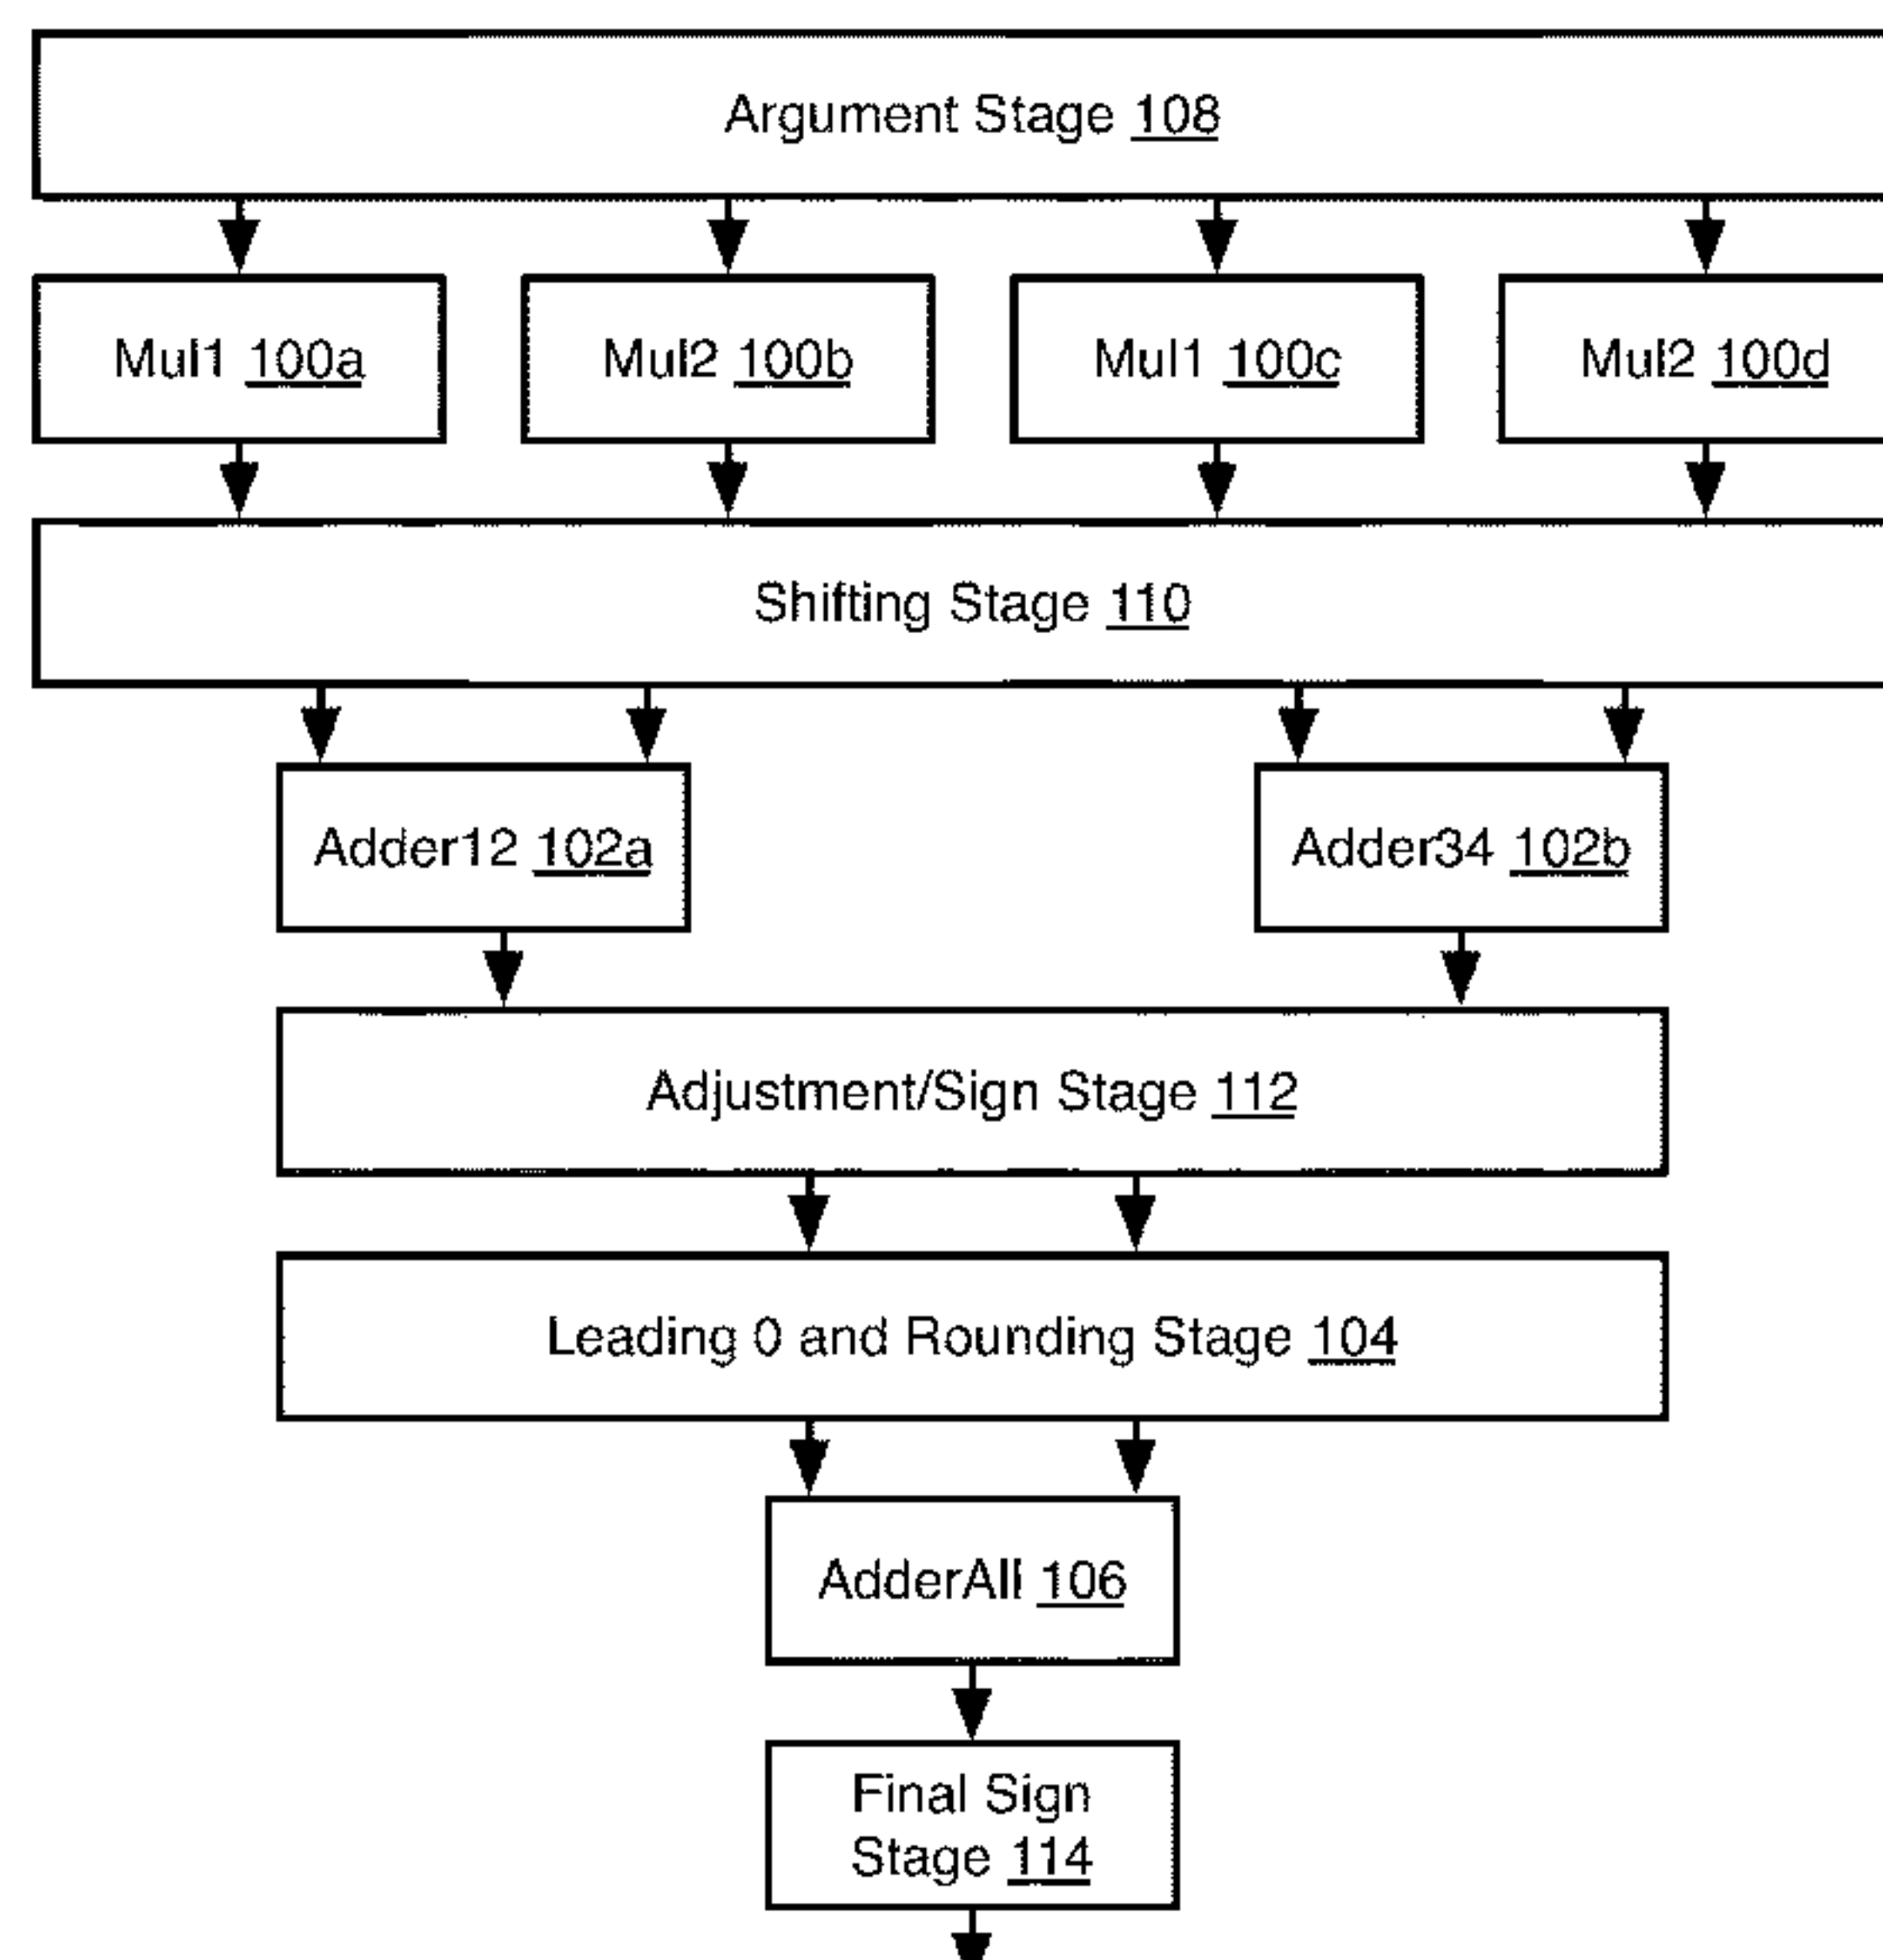 Argument Stage 108
Mul1 100a
Mul2 100b
Mul1 100c
Mul2 100d
Shifting Stage 110
Adder12 102a
Adder34 102b
Adjustment/Sign Stage 112
Leading 0 and Rounding Stage 104
AdderAll 106
Final Sign
Stage 114